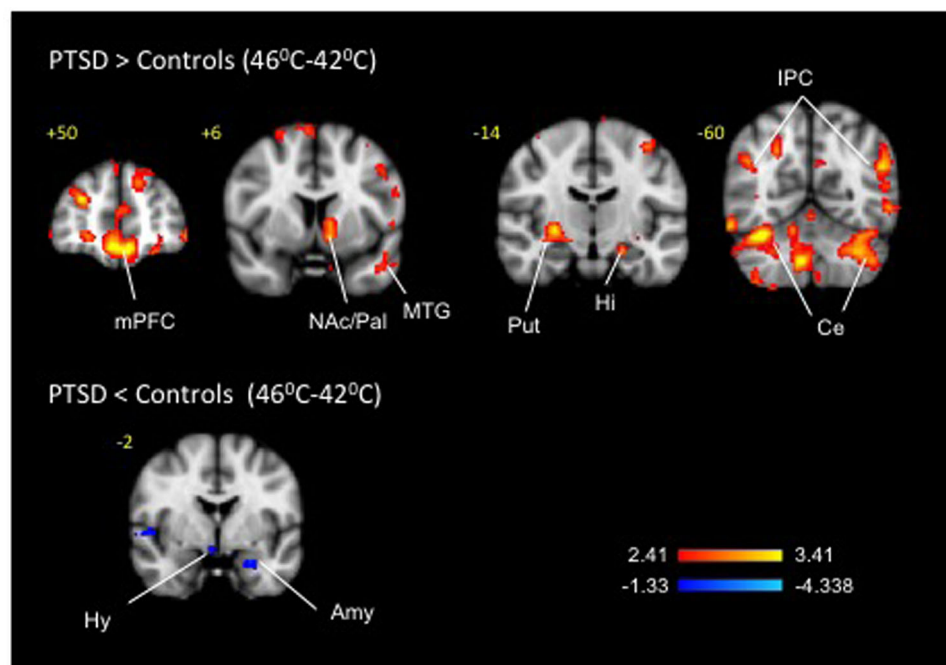 PTSD > Controls (46⁰C-42⁰C)
IPC
+50
+6
-14
-60
mPFC
NAc/Pal
MTG
Put
Hi
Ce
PTSD < Controls (46⁰C-42⁰C)
-2
Hy
Amy
2.41 3.41
-1.33 -4.338